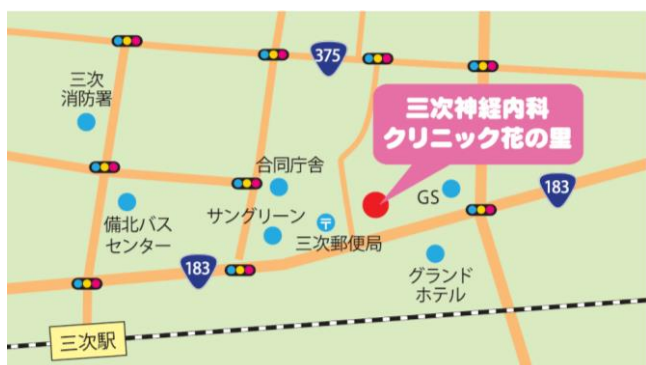 375
三次
消防署
三次神経内科
クリニック花の里
合同庁舎
GS
183
備北バス
センター
サングリーン
〒
三次郵便局
183
グランド
ホテル
三次駅